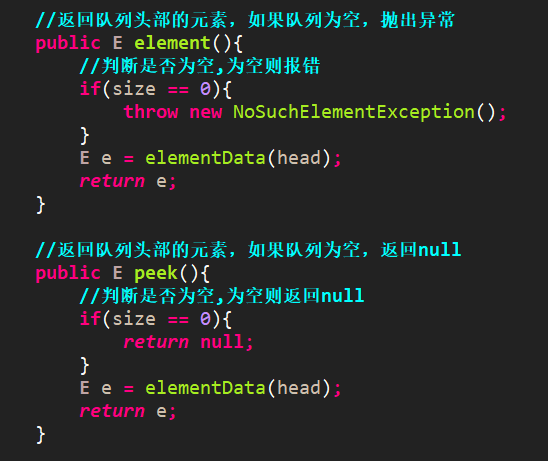 //返回队列头部的元素，如果队列为空，抛出异常
public E element(){
//判断是否为空,为空则报错
if(size == 0){
throw new NoSuchElementException();
}
E e = elementData(head);
return e;
}
//返回队列头部的元素，如果队列为空，返回null
public E peek(){
//判断是否为空,为空则返回null
if(size == 0){
return null;
}
E e = elementData(head);
return e;
}